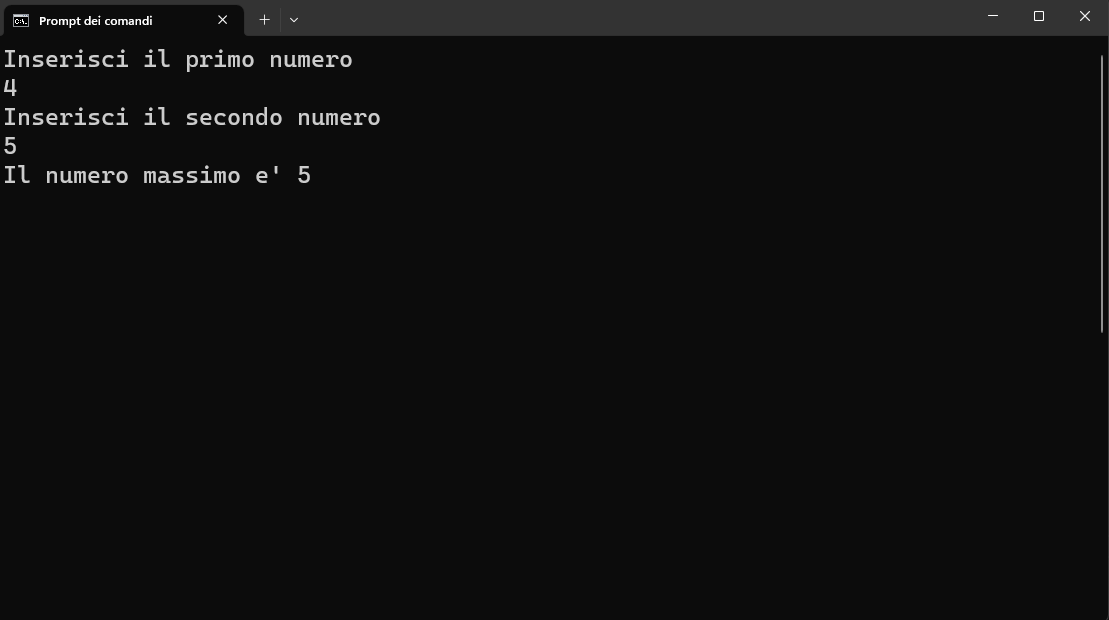 Prompt dei comandi
Inserisci il primo numero
4
Inserisci il secondo numero
5
Il numero massimo e' 5